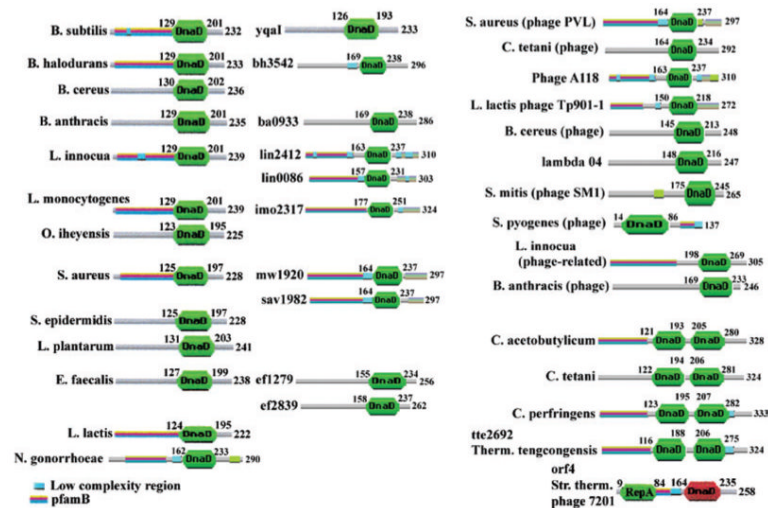 B. subtilis 129 DnaD 201 232
B. halodurans 129 DnaD 201 233
B. cereus 130 DnaD 202 236
B. anthracis 129 DnaD 201 235
L. innocua 129 DnaD 201 239
L. monocytogenes 129 DnaD 201 239
O. iheyensis 123 DnaD 195 225
S. aureus 125 DnaD 197 228
S. epidermidis 125 DnaD 197 228
L. plantarum 131 DnaD 203 241
E. faecalis 127 DnaD 199 238
L. lactis 124 DnaD 195 222
N. gonorrhoeae 162 DnaD 233 290
Low complexity region
pfamB
yqaI 126 DnaD 193 233
bh3542 169 DnaD 238 296
ba0933 169 DnaD 238 286
lin2412 163 DnaD 237 310
lin0086 157 DnaD 231 303
imo2317 177 DnaD 251 324
mw1920 164 DnaD 237 297
sav1982 164 DnaD 237 297
ef1279 155 DnaD 234 256
ef2839 158 DnaD 237 262
S. aureus (phage PVL) 164 DnaD 237 297
C. tetani (phage) 164 DnaD 234 292
Phage A118 163 DnaD 237 310
L. lactis phage Tp901-1 150 DnaD 218 272
B. cereus (phage) 145 DnaD 213 248
lambda 04 148 DnaD 216 247
S. mitis (phage SM1) 175 DnaD 245 265
S. pyogenes (phage) 14 DnaD 86 137
L. innocua
(phage-related) 198 DnaD 269 305
B. anthracis (phage) 169 DnaD 233 246
C. acetobutylicum 121 DnaD 193 205 DnaD 280 328
C. tetani 122 DnaD 194 206 DnaD 281 324
C. perfringens 123 DnaD 195 207 DnaD 282 333
tte2692
Therm. tengcongensis 116 DnaD 188 206 DnaD 275 324
orf4
Str. therm.
phage 7201 9 RepA 84 164 DnaD 235 258